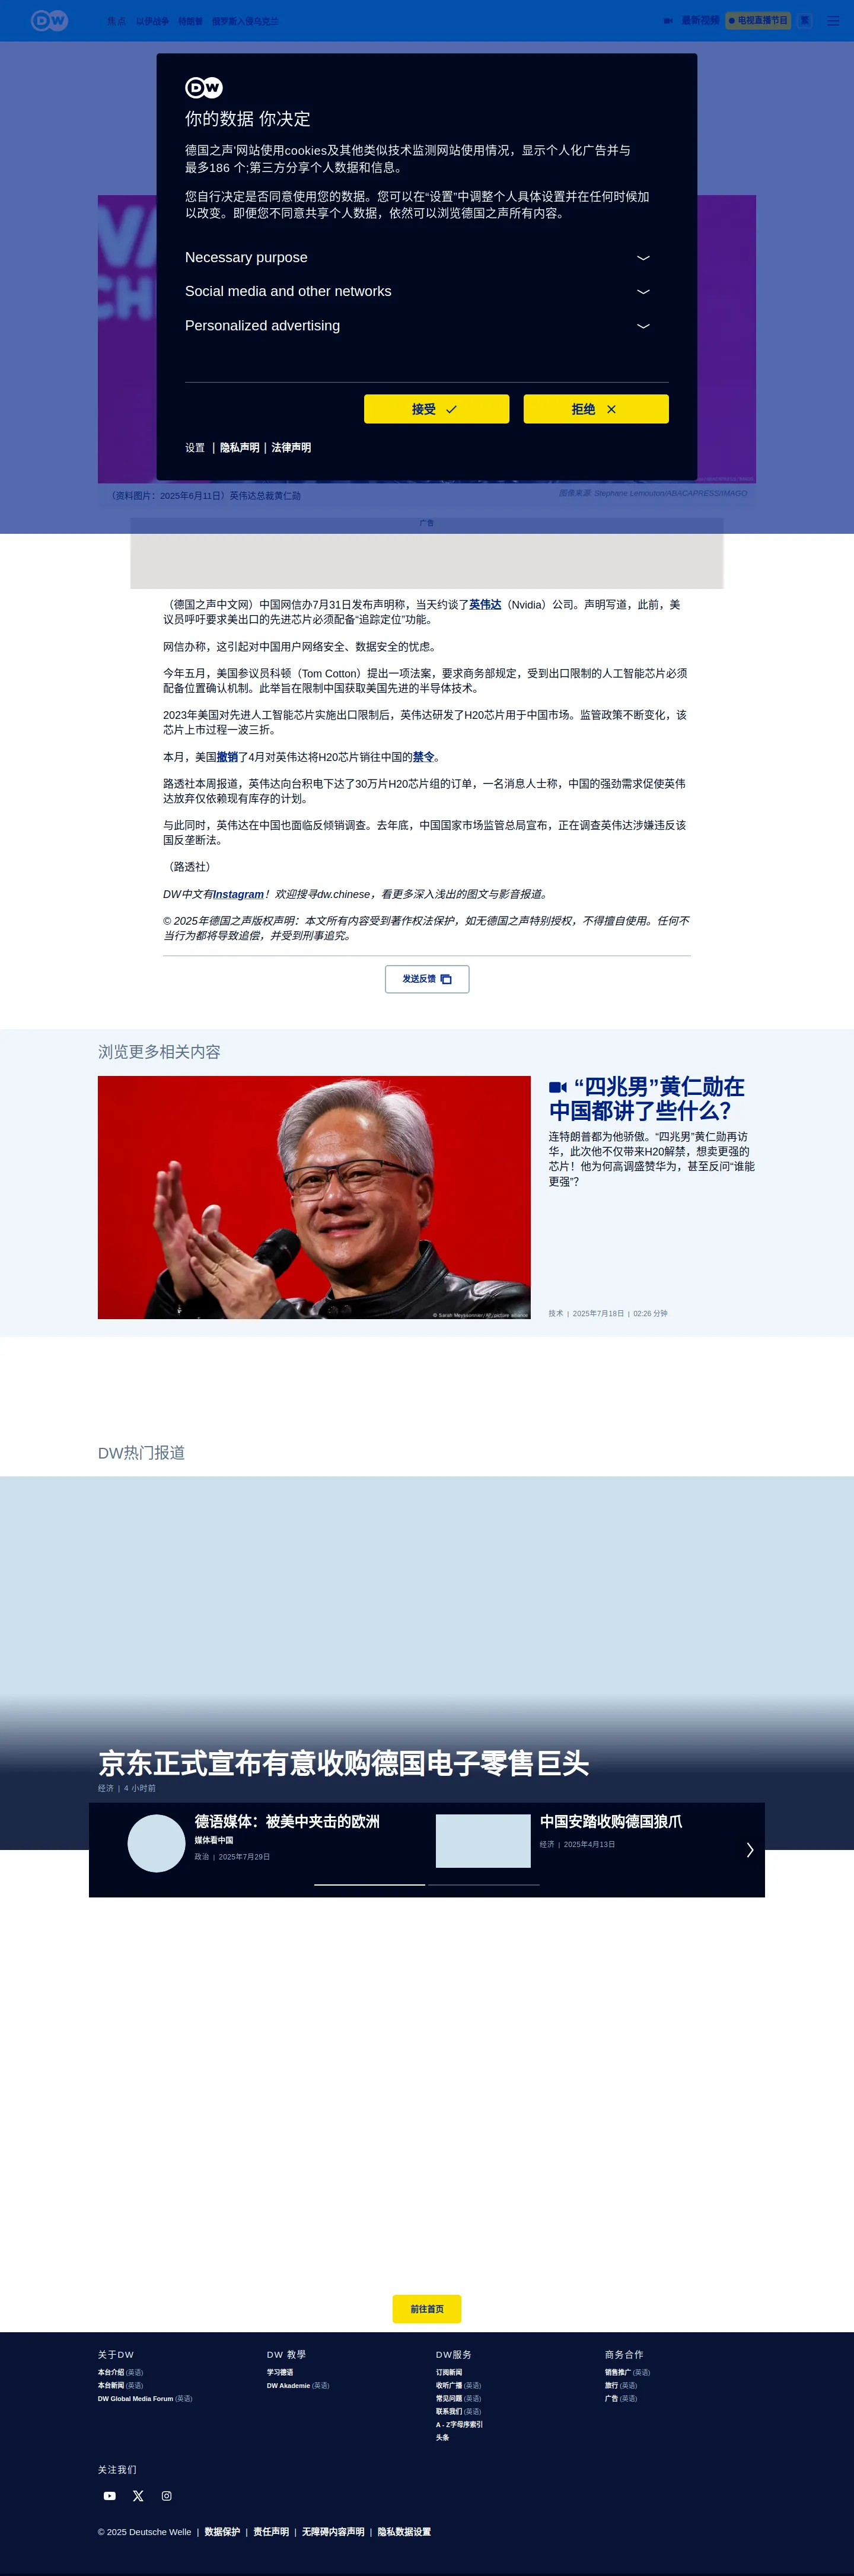 DW
焦点
以伊战争
特朗普
俄罗斯入侵乌克兰
最新视频
电视直播节目
繁
DW
你的数据 你决定
德国之声'网站使用cookies及其他类似技术监测网站使用情况，显示个人化广告并与
最多186 个;第三方分享个人数据和信息。
您自行决定是否同意使用您的数据。您可以在“设置”中调整个人具体设置并在任何时候加
以改变。即便您不同意共享个人数据，依然可以浏览德国之声所有内容。
Necessary purpose
Social media and other networks
Personalized advertising
接受
拒绝
设置 | 隐私声明 | 法律声明
（资料图片：2025年6月11日）英伟达总裁黄仁勋
图像来源: Stephane Lemouton/ABACAPRESS/IMAGO
广告
（德国之声中文网）中国网信办7月31日发布声明称，当天约谈了英伟达（Nvidia）公司。声明写道，此前，美
议员呼吁要求美出口的先进芯片必须配备“追踪定位”功能。
网信办称，这引起对中国用户网络安全、数据安全的忧虑。
今年五月，美国参议员科顿（Tom Cotton）提出一项法案，要求商务部规定，受到出口限制的人工智能芯片必须
配备位置确认机制。此举旨在限制中国获取美国先进的半导体技术。
2023年美国对先进人工智能芯片实施出口限制后，英伟达研发了H20芯片用于中国市场。监管政策不断变化，该
芯片上市过程一波三折。
本月，美国撤销了4月对英伟达将H20芯片销往中国的禁令。
路透社本周报道，英伟达向台积电下达了30万片H20芯片组的订单，一名消息人士称，中国的强劲需求促使英伟
达放弃仅依赖现有库存的计划。
与此同时，英伟达在中国也面临反倾销调查。去年底，中国国家市场监管总局宣布，正在调查英伟达涉嫌违反该
国反垄断法。
（路透社）
DW中文有Instagram！欢迎搜寻dw.chinese，看更多深入浅出的图文与影音报道。
© 2025年德国之声版权声明：本文所有内容受到著作权法保护，如无德国之声特别授权，不得擅自使用。任何不
当行为都将导致追偿，并受到刑事追究。
发送反馈
浏览更多相关内容
“四兆男”黄仁勋在
中国都讲了些什么？
连特朗普都为他骄傲。“四兆男”黄仁勋再访
华，此次他不仅带来H20解禁，想卖更强的
芯片！他为何高调盛赞华为，甚至反问“谁能
更强”？
© Sarah Meyssonnier/AP/picture alliance
技术 | 2025年7月18日 | 02:26 分钟
DW热门报道
京东正式宣布有意收购德国电子零售巨头
经济 | 4 小时前
德语媒体：被美中夹击的欧洲
媒体看中国
政治 | 2025年7月29日
中国安踏收购德国狼爪
经济 | 2025年4月13日
前往首页
关于DW
本台介绍 (英语)
本台新闻 (英语)
DW Global Media Forum (英语)
DW 教學
学习德语
DW Akademie (英语)
DW服务
订阅新闻
收听广播 (英语)
常见问题 (英语)
联系我们 (英语)
A - Z字母序索引
头条
商务合作
销售推广 (英语)
旅行 (英语)
广告 (英语)
关注我们
© 2025 Deutsche Welle | 数据保护 | 责任声明 | 无障碍内容声明 | 隐私数据设置